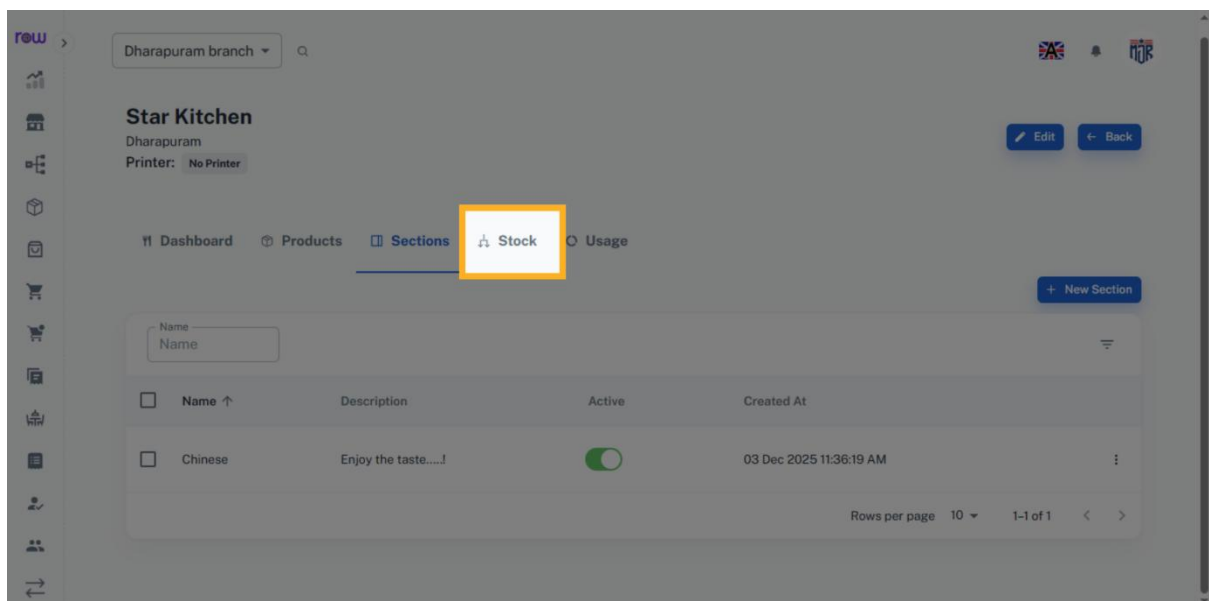 row
Dharapuram branch
A
MJR
Star Kitchen
Dharapuram
Printer: No Printer
Edit
Back
Dashboard Products Sections Stock Usage
+ New Section
Name
Name
Name Description Active Created At
Chinese Enjoy the taste.....! 03 Dec 2025 11:36:19 AM
Rows per page 10 1–1 of 1